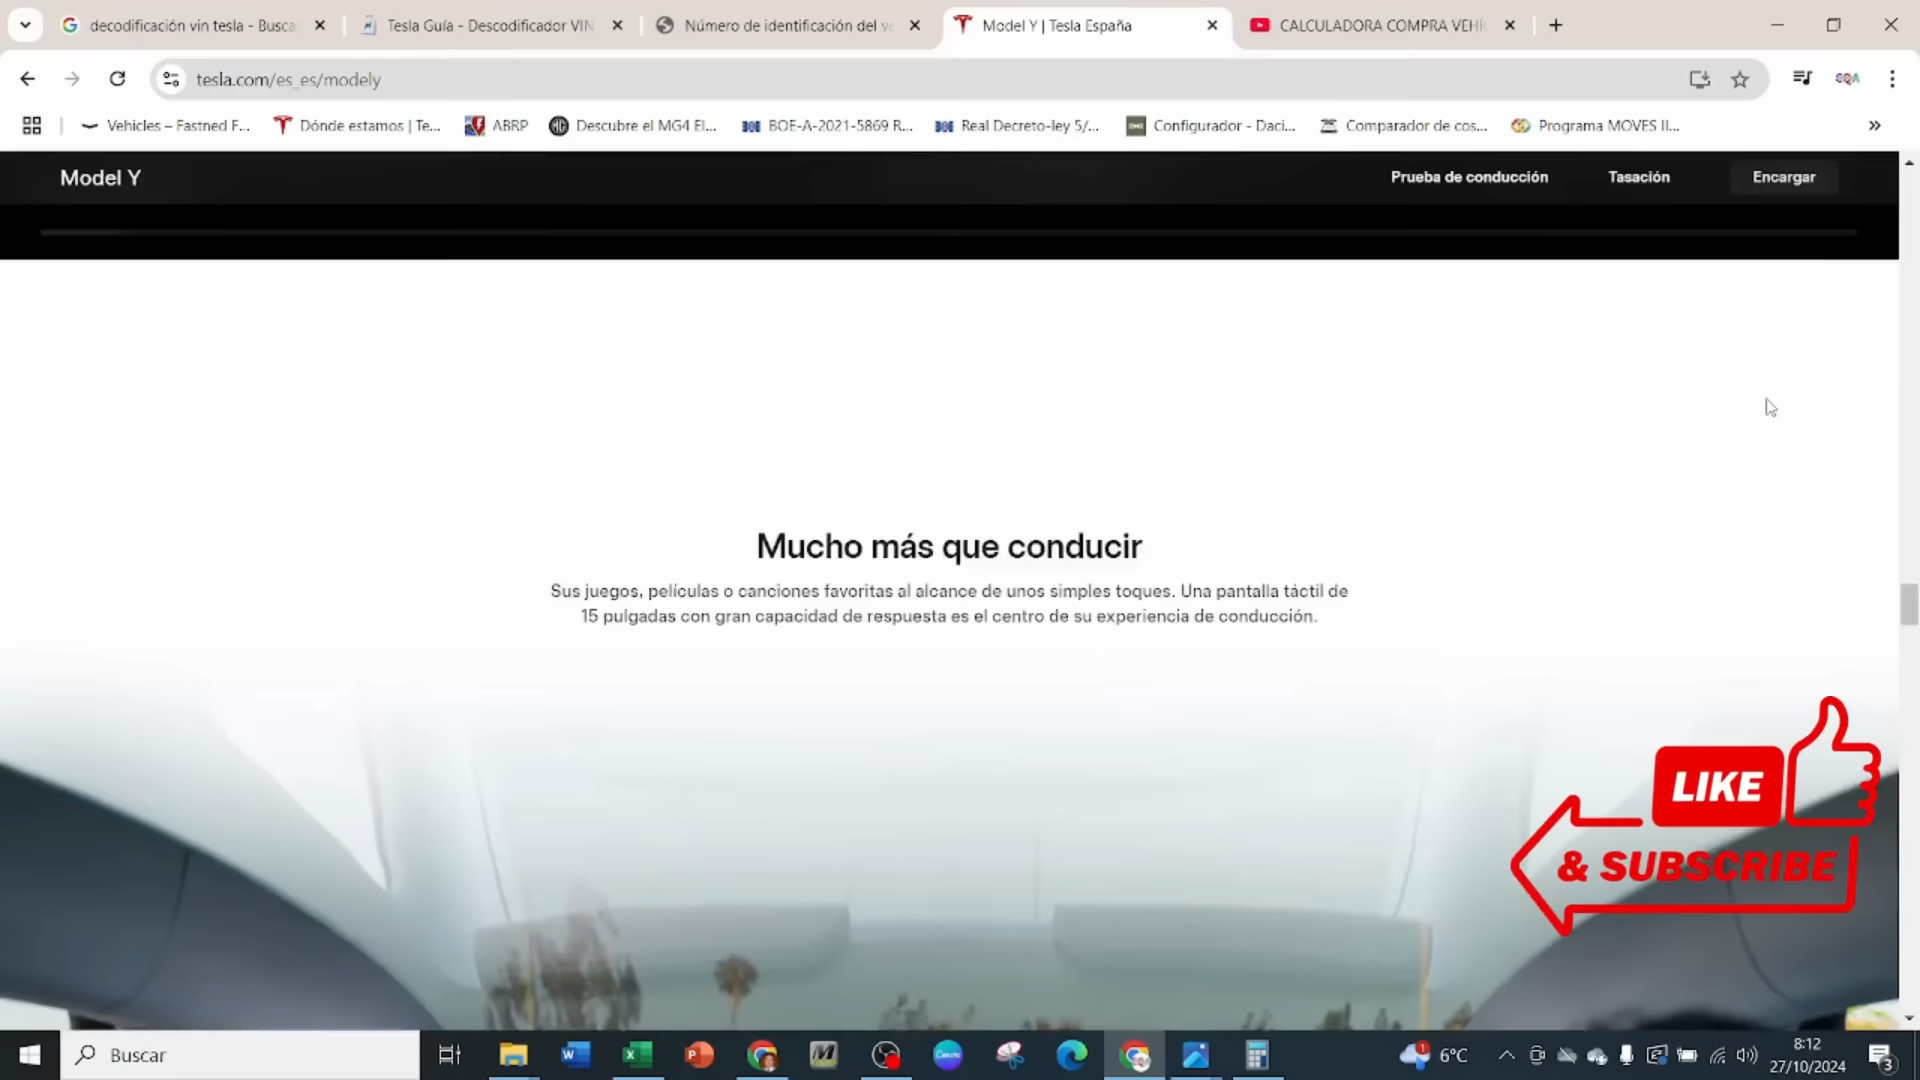 decodificación vin tesla - Busca
Tesla Guía - Descodificador VIN
Número de identificación del ve
Model Y | Tesla España
CALCULADORA COMPRA VEHÍ
tesla.com/es_es/modely
Vehicles – Fastned F...
Dónde estamos | Te...
ABRP
Descubre el MG4 El...
BOE-A-2021-5869 R...
Real Decreto-ley 5/...
Configurador - Daci...
Comparador de cos...
Programa MOVES II...
Model Y
Prueba de conducción
Tasación
Encargar
Mucho más que conducir
Sus juegos, películas o canciones favoritas al alcance de unos simples toques. Una pantalla táctil de
15 pulgadas con gran capacidad de respuesta es el centro de su experiencia de conducción.
LIKE
& SUBSCRIBE
Buscar
6°C
8:12
27/10/2024
3